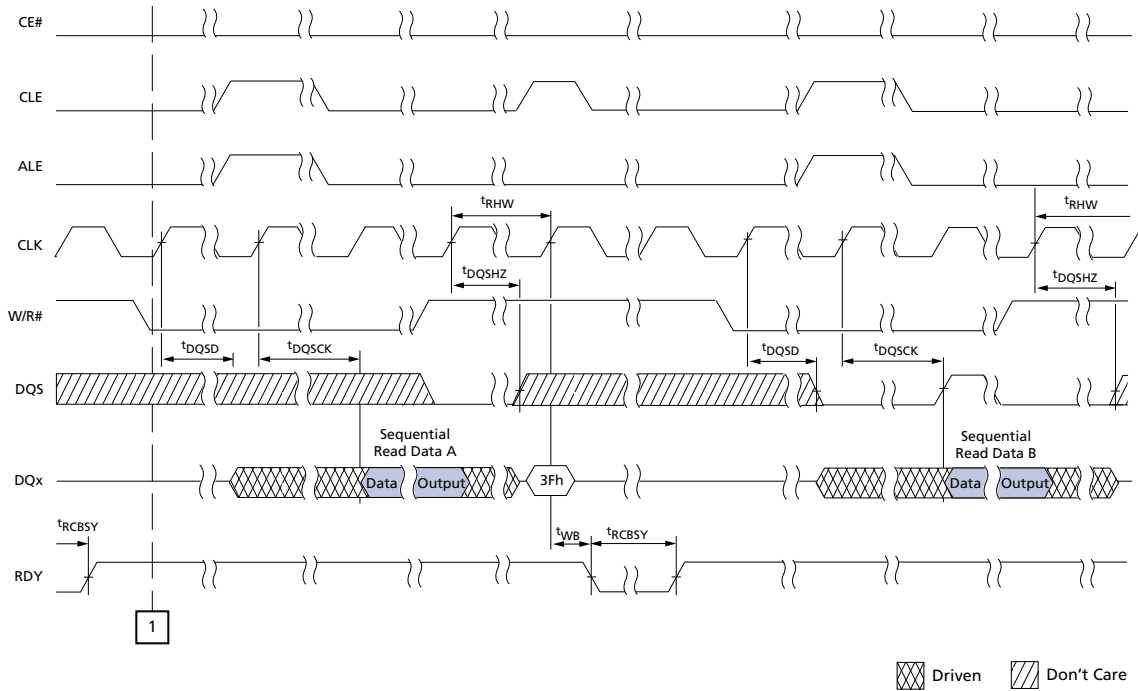 CE#
CLE
ALE
tRHW
tRHW
CLK
tDQSHZ
tDQSHZ
W/R#
tDQSD
tDQSCK
tDQSD
tDQSCK
DQS
Sequential
Read Data A
Sequential
Read Data B
DQx
Data
Output
3Fh
Data
Output
tRCBSY
tWB
tRCBSY
RDY
1
Driven
Don't Care